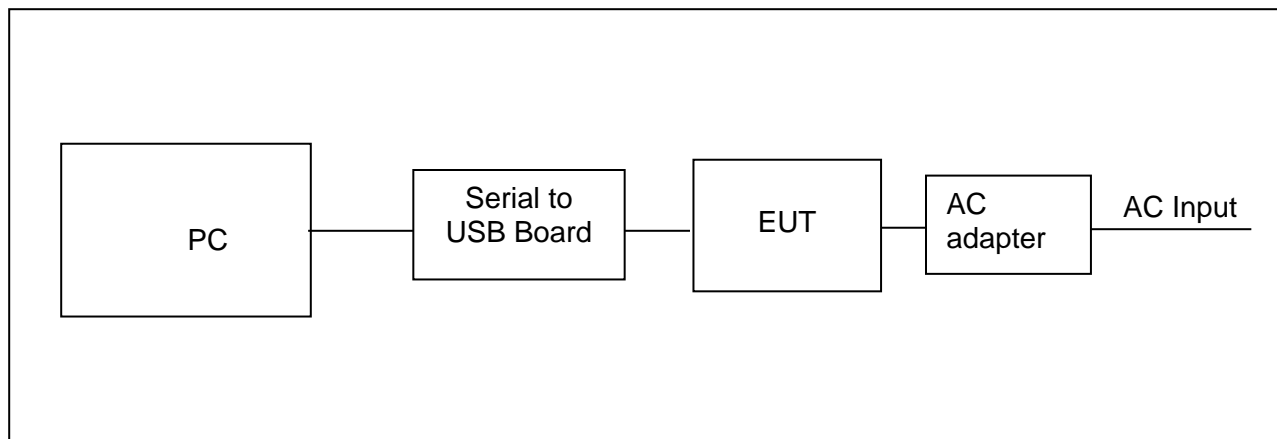 PC
Serial to
USB Board
EUT
AC
adapter
AC Input